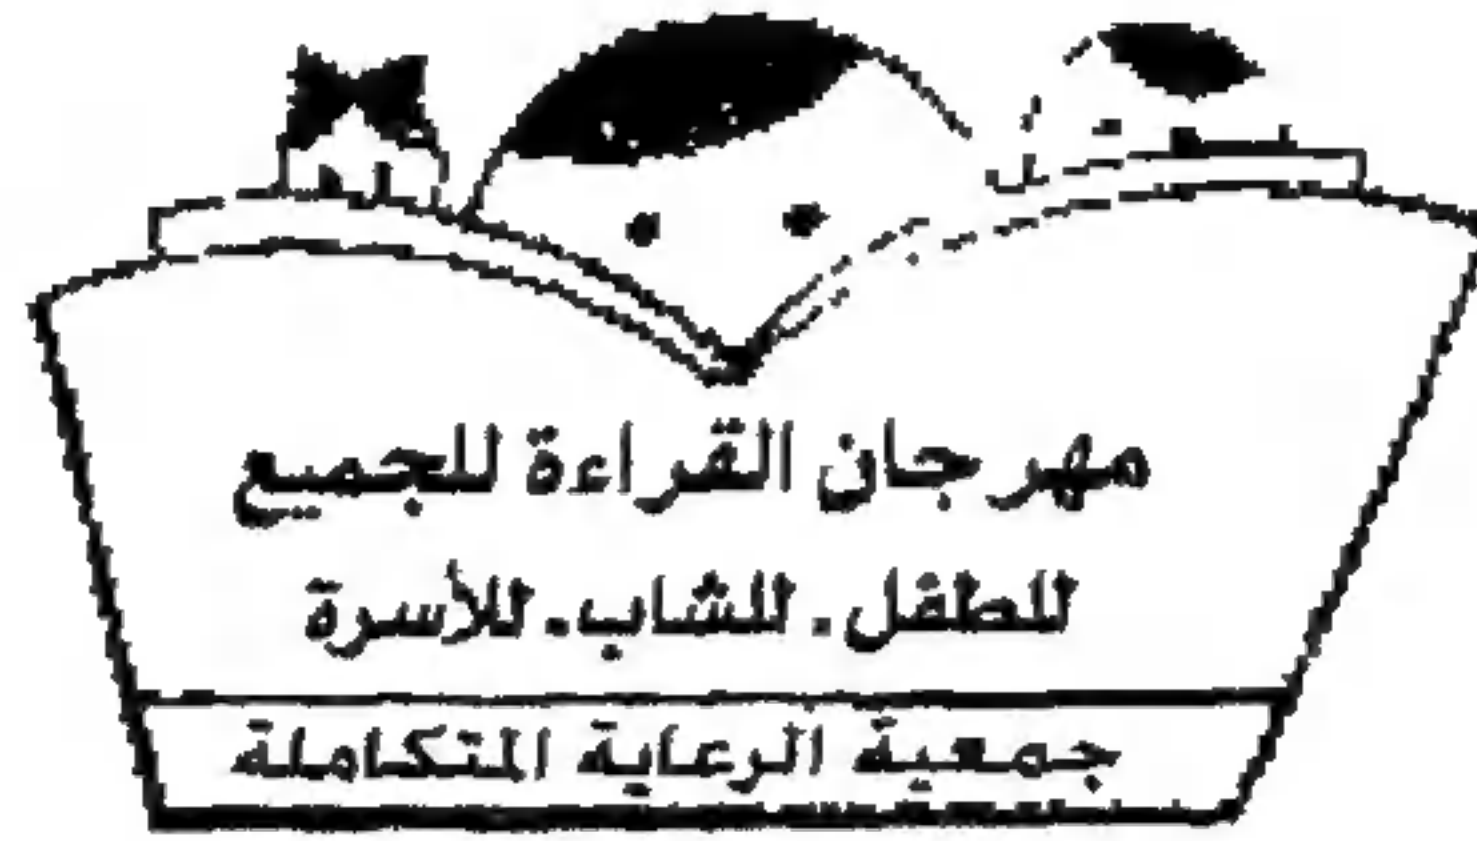 مهرجان القراءة للجميع
للطفل . للشاب . للأسرة
جمعية الرعاية المتكاملة